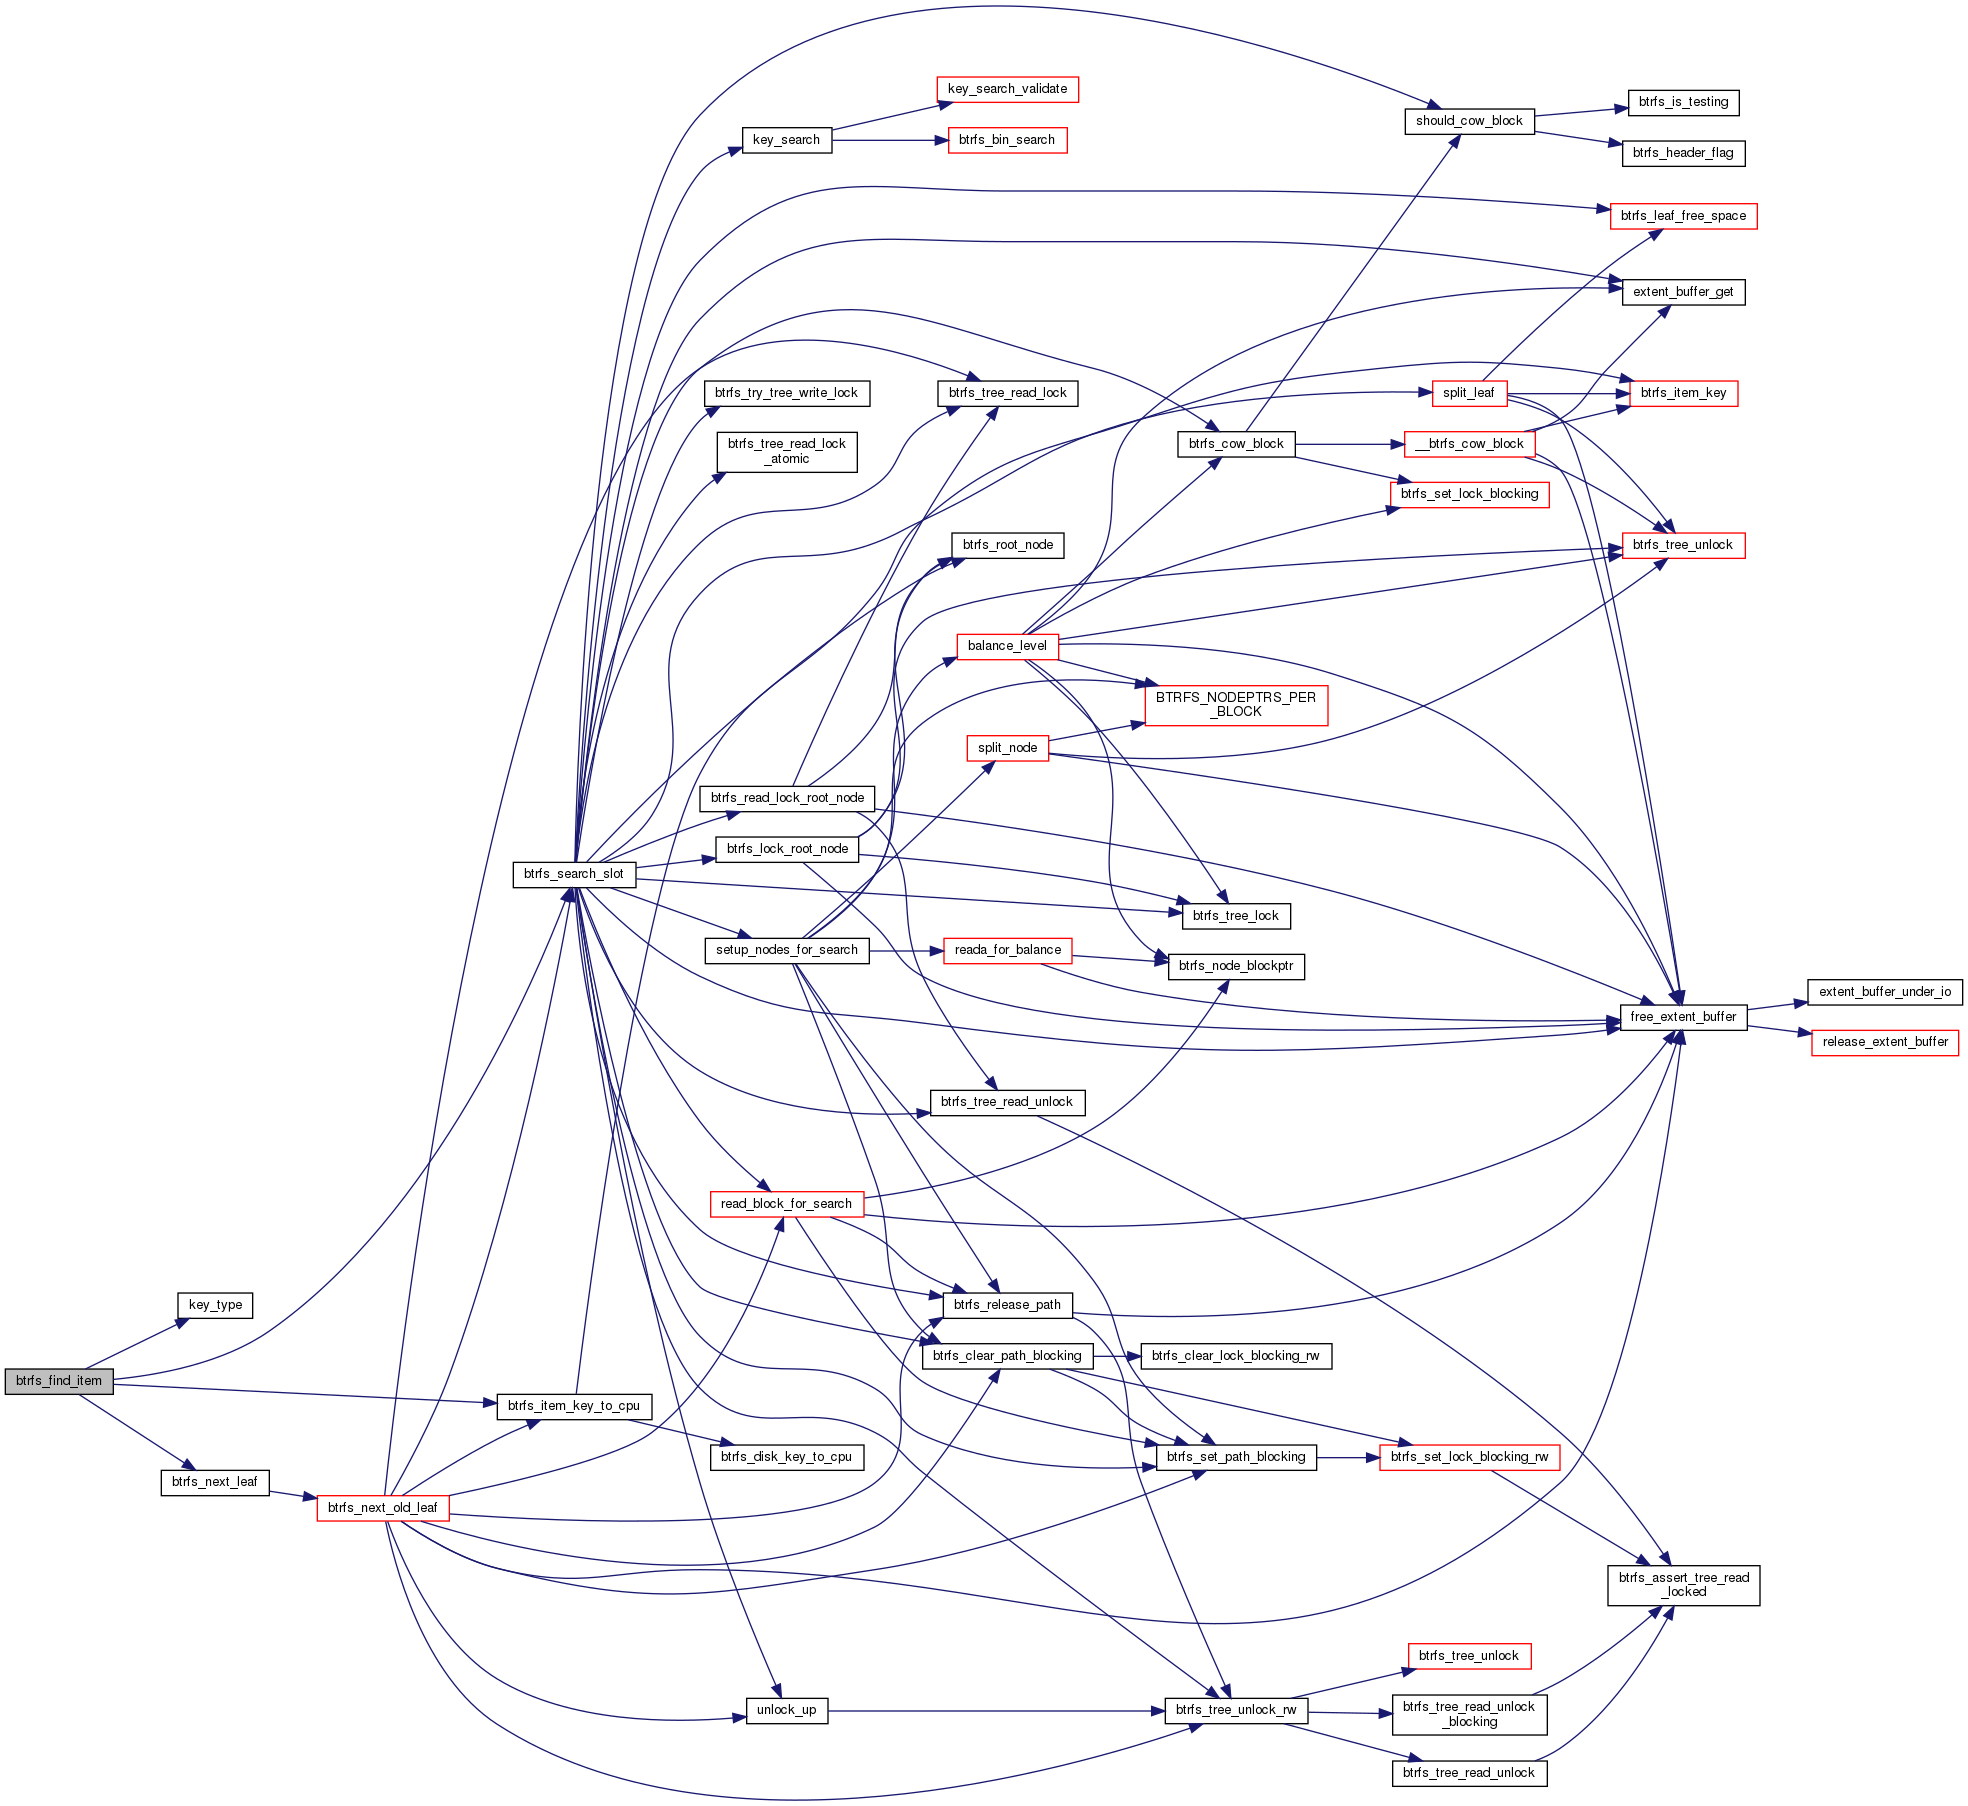 key_search_validate
btrfs_is_testing
should_cow_block
key_search
btrfs_bin_search
btrfs_header_flag
btrfs_leaf_free_space
extent_buffer_get
btrfs_try_tree_write_lock
btrfs_tree_read_lock
split_leaf
btrfs_item_key
btrfs_tree_read_lock
_atomic
btrfs_cow_block
__btrfs_cow_block
btrfs_set_lock_blocking
btrfs_root_node
btrfs_tree_unlock
balance_level
BTRFS_NODEPTRS_PER
_BLOCK
split_node
btrfs_read_lock_root_node
btrfs_lock_root_node
btrfs_search_slot
btrfs_tree_lock
setup_nodes_for_search
reada_for_balance
btrfs_node_blockptr
extent_buffer_under_io
free_extent_buffer
release_extent_buffer
btrfs_tree_read_unlock
read_block_for_search
key_type
btrfs_release_path
btrfs_clear_path_blocking
btrfs_clear_lock_blocking_rw
btrfs_find_item
btrfs_item_key_to_cpu
btrfs_disk_key_to_cpu
btrfs_set_path_blocking
btrfs_set_lock_blocking_rw
btrfs_next_leaf
btrfs_next_old_leaf
btrfs_assert_tree_read
_locked
btrfs_tree_unlock
unlock_up
btrfs_tree_unlock_rw
btrfs_tree_read_unlock
_blocking
btrfs_tree_read_unlock